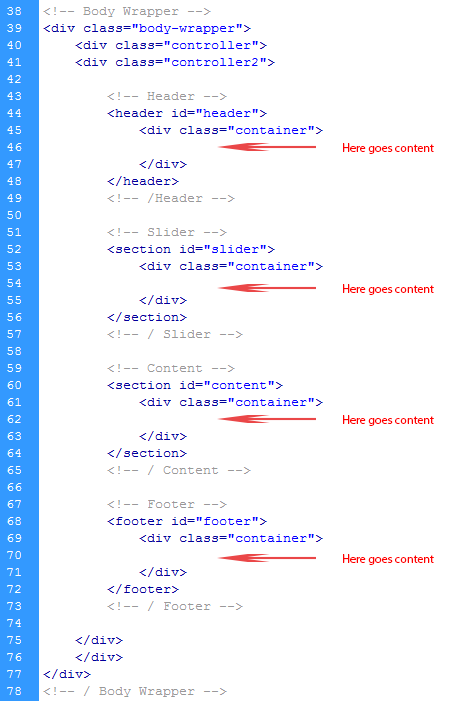 38 <!-- Body Wrapper -->
39 <div class="body-wrapper">
40     <div class="controller">
41     <div class="controller2">
42
43         <!-- Header -->
44         <header id="header">
45             <div class="container">
46                                     Here goes content
47             </div>
48         </header>
49         <!-- /Header -->
50
51         <!-- Slider -->
52         <section id="slider">
53             <div class="container">
54                                     Here goes content
55             </div>
56         </section>
57         <!-- / Slider -->
58
59         <!-- Content -->
60         <section id="content">
61             <div class="container">
62                                     Here goes content
63             </div>
64         </section>
65         <!-- / Content -->
66
67         <!-- Footer -->
68         <footer id="footer">
69             <div class="container">
70                                     Here goes content
71             </div>
72         </footer>
73         <!-- / Footer -->
74
75     </div>
76     </div>
77 </div>
78 <!-- / Body Wrapper -->